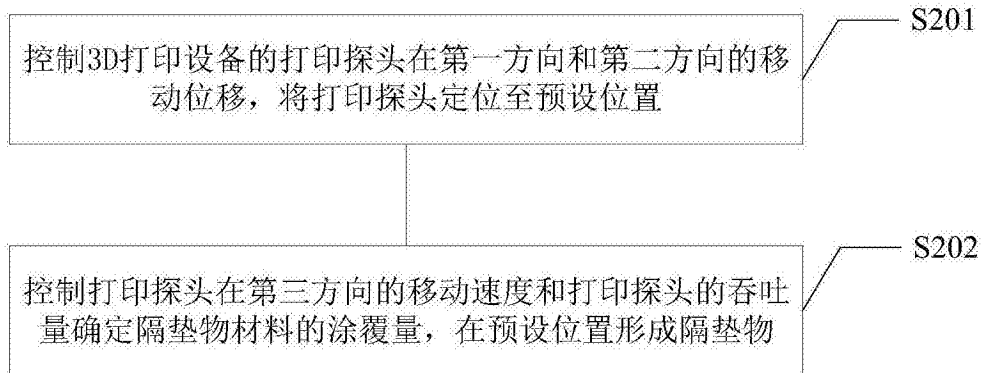 S201
控制3D打印设备的打印探头在第一方向和第二方向的移
动位移，将打印探头定位至预设位置
S202
控制打印探头在第三方向的移动速度和打印探头的吞吐
量确定隔垫物材料的涂覆量，在预设位置形成隔垫物